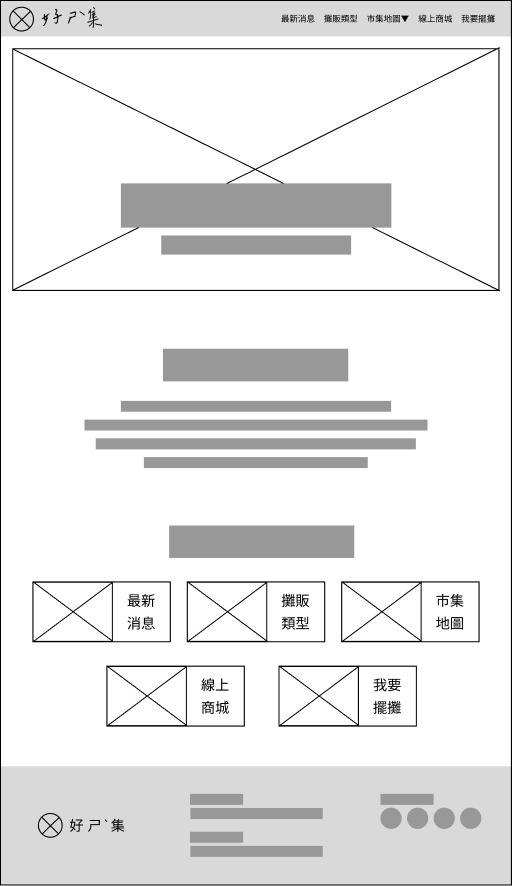 好ㄕˋ集
最新消息 攤販類型 市集地圖▼ 線上商城 我要擺攤
最新
消息
攤販
類型
市集
地圖
線上
商城
我要
擺攤
好ㄕˋ集